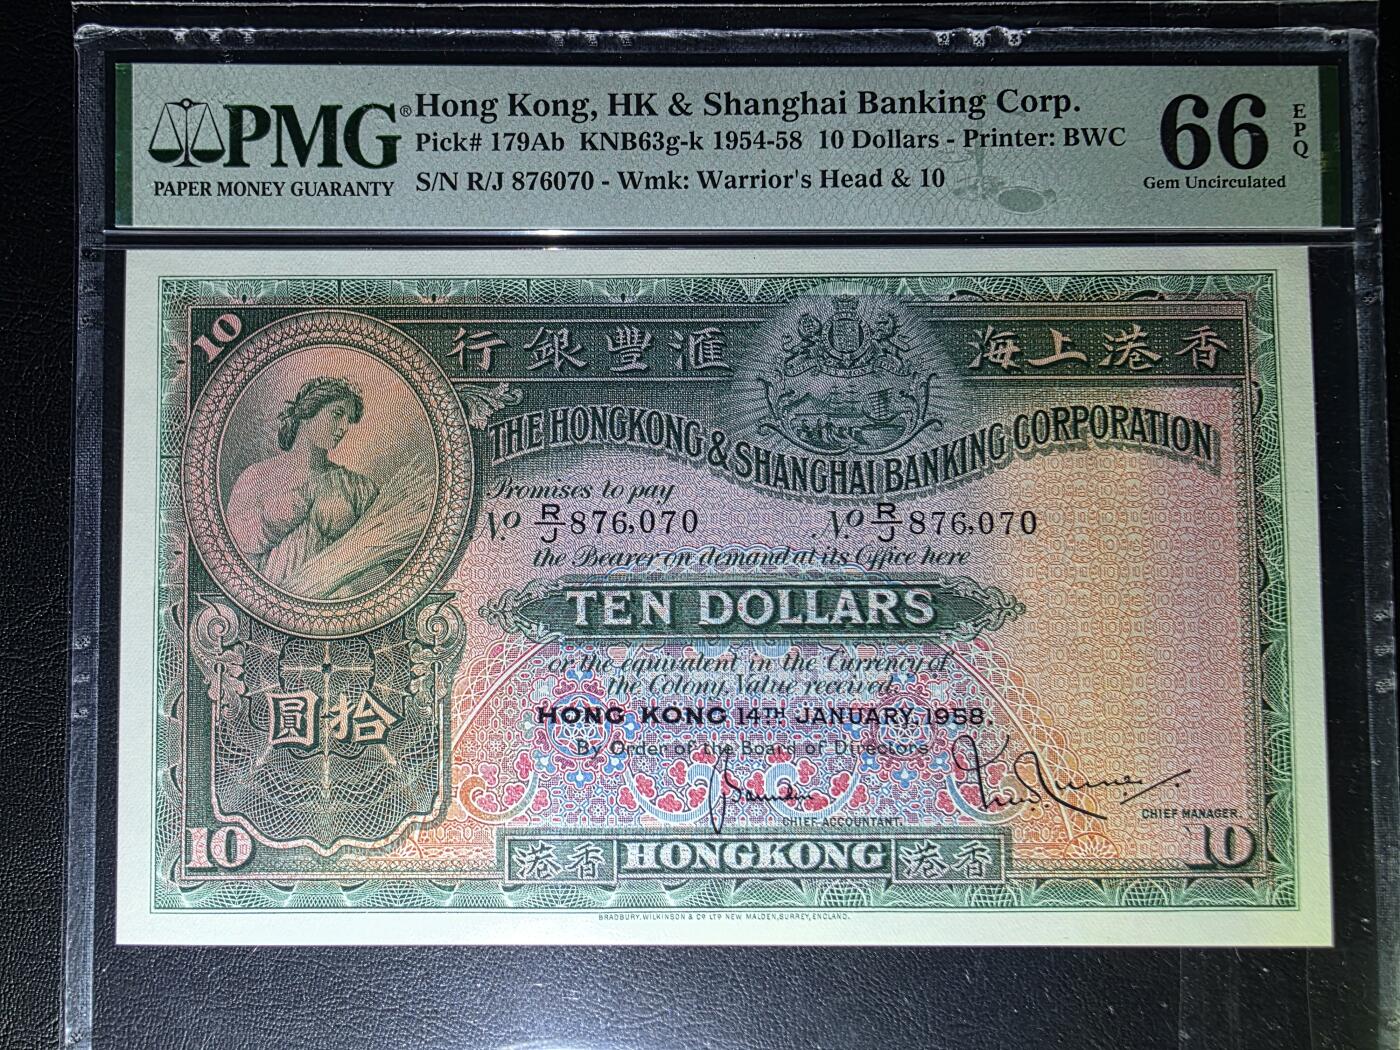 PMG®
PAPER MONEY GUARANTY
Hong Kong, HK & Shanghai Banking Corp.
Pick# 179Ab KNB63g-k 1954-58 10 Dollars - Printer: BWC
S/N R/J 876070 - Wmk: Warrior's Head & 10
66
EPQ
Gem Uncirculated
10
行銀豐滙 海上港香
THE HONGKONG & SHANGHAI BANKING CORPORATION
Promises to pay
No. R/J 876,070 No. R/J 876,070
the Bearer on demand at its Office here
TEN DOLLARS
or the equivalent in the Currency of
the Colony, Value received.
圓拾
HONG KONG 14TH JANUARY, 1958.
By Order of the Board of Directors
CHIEF ACCOUNTANT.
CHIEF MANAGER.
10 10
港香 HONGKONG 港香
BRADBURY, WILKINSON & Co LTD NEW MALDEN, SURREY, ENGLAND.